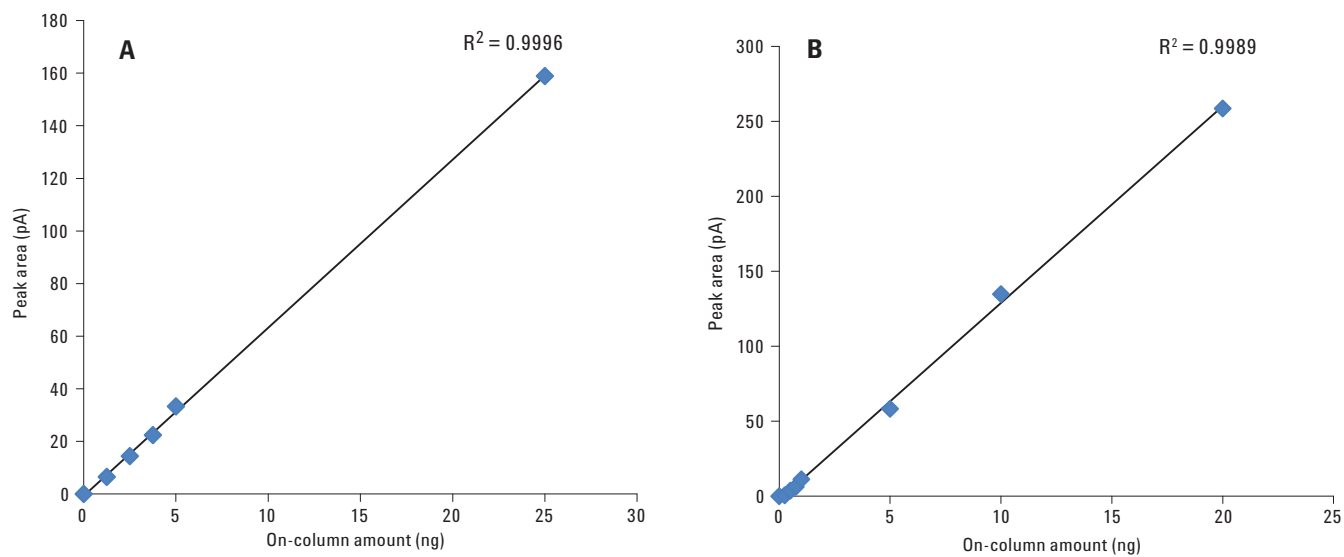 A
R² = 0.9996
Peak area (pA)
180
160
140
120
100
80
60
40
20
0
0 5 10 15 20 25 30
On-column amount (ng)
B
R² = 0.9989
Peak area (pA)
300
250
200
150
100
50
0
0 5 10 15 20 25
On-column amount (ng)